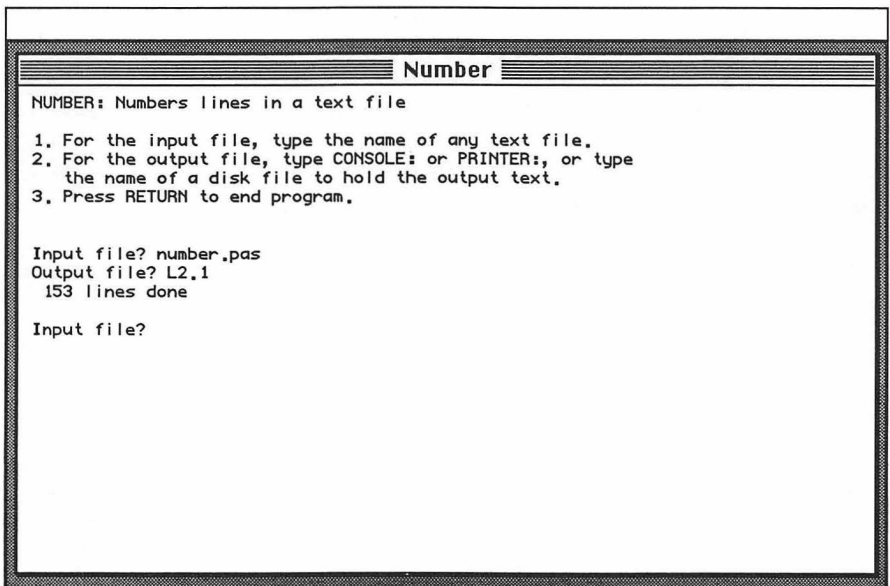 Number
NUMBER: Numbers lines in a text file
1. For the input file, type the name of any text file.
2. For the output file, type CONSOLE: or PRINTER:, or type
the name of a disk file to hold the output text.
3. Press RETURN to end program.
Input file? number.pas
Output file? L2.1
153 lines done
Input file?